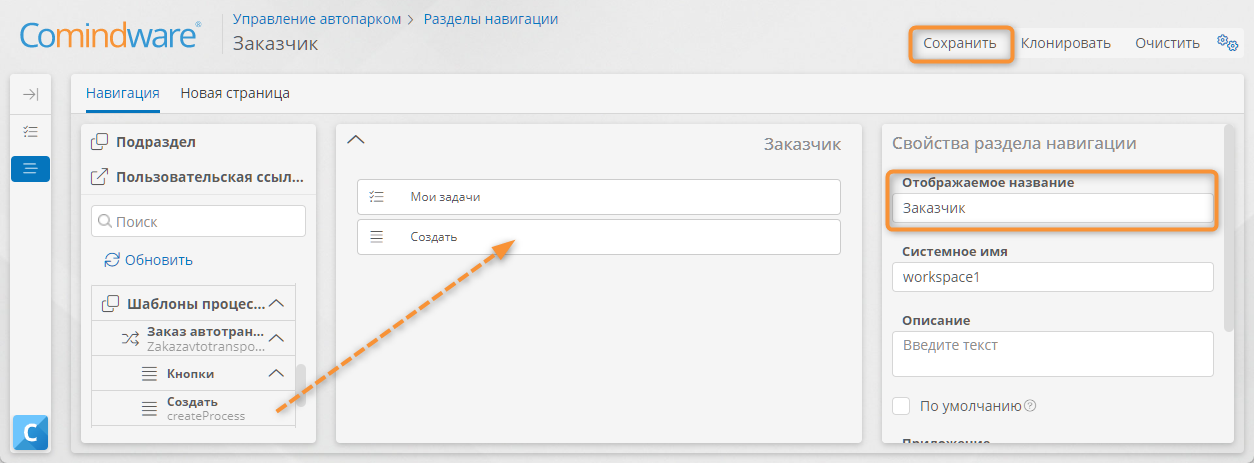 Comindware®
Управление автопарком > Разделы навигации
Заказчик
Сохранить Клонировать Очистить
Навигация Новая страница
Подраздел
Пользовательская ссыл...
Поиск
Обновить
Шаблоны процес...
Заказ автотран...
Zakazavtotranspo...
Кнопки
Создать
createProcess
Заказчик
Мои задачи
Создать
Свойства раздела навигации
Отображаемое название
Заказчик
Системное имя
workspace1
Описание
Введите текст
По умолчанию
Приложение
C